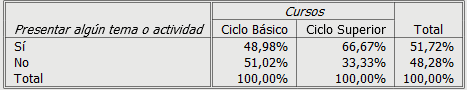 Cursos
Presentar algún tema o actividad Ciclo Básico Ciclo Superior Total
Sí 48,98% 66,67% 51,72%
No 51,02% 33,33% 48,28%
Total 100,00% 100,00% 100,00%